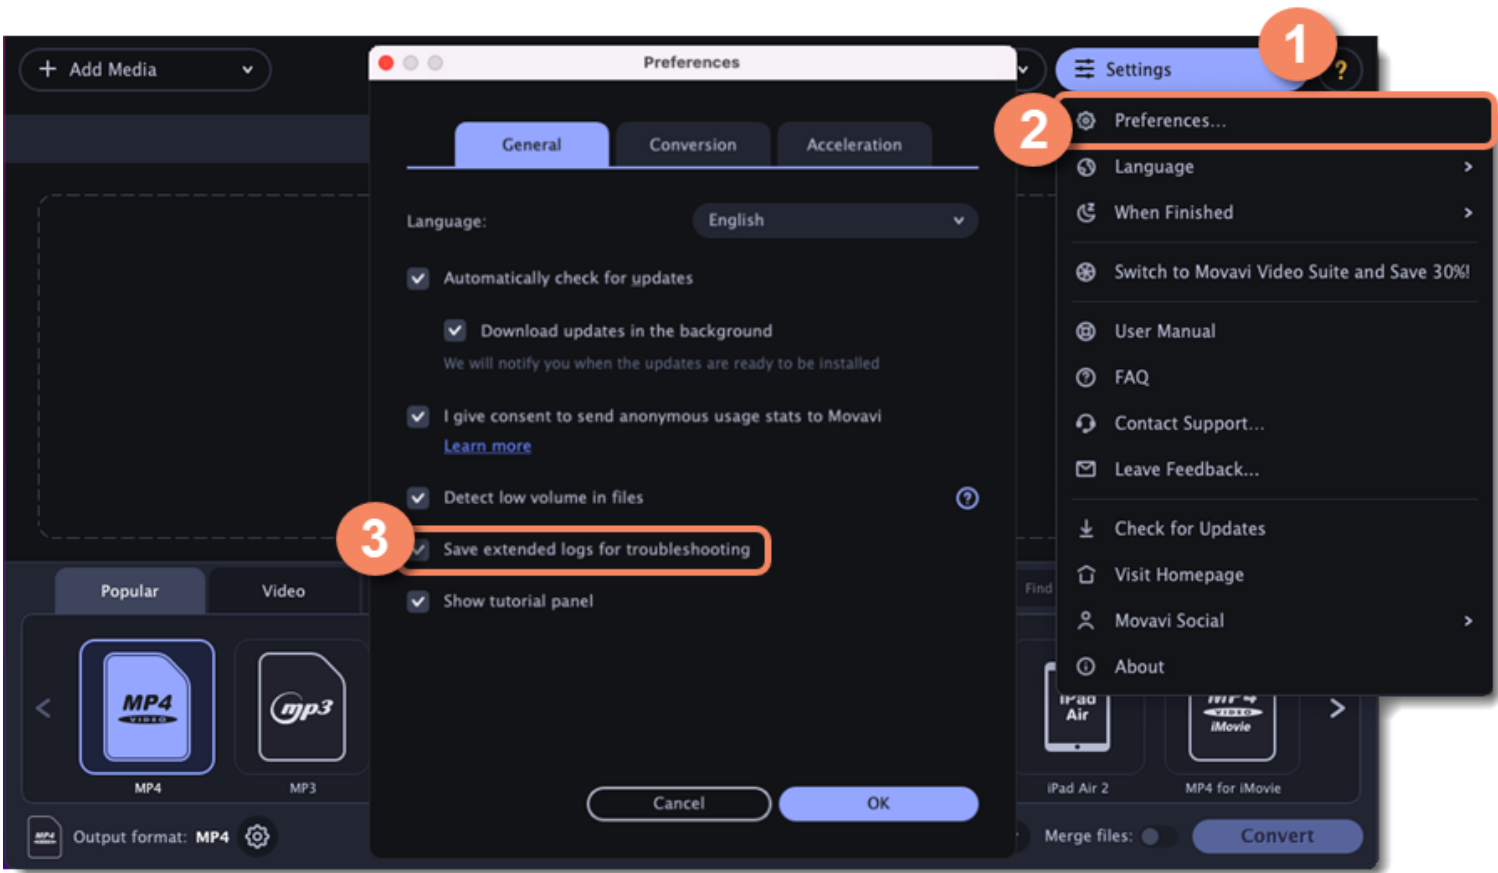 1
+ Add Media
Preferences
Settings
?
2
Preferences...
General
Conversion
Acceleration
Language
Language:
English
When Finished
Automatically check for updates
Switch to Movavi Video Suite and Save 30%!
Download updates in the background
User Manual
We will notify you when the updates are ready to be installed
FAQ
I give consent to send anonymous usage stats to Movavi
Contact Support...
Learn more
Leave Feedback...
Detect low volume in files
?
Check for Updates
3
Save extended logs for troubleshooting
Visit Homepage
Popular
Video
Find
Show tutorial panel
Movavi Social
About
MP4
VIDEO
mp3
iPad
Air
MP4
VIDEO
iMovie
MP4
MP3
iPad Air 2
MP4 for iMovie
Cancel
OK
MP4
Output format: MP4
Merge files:
Convert